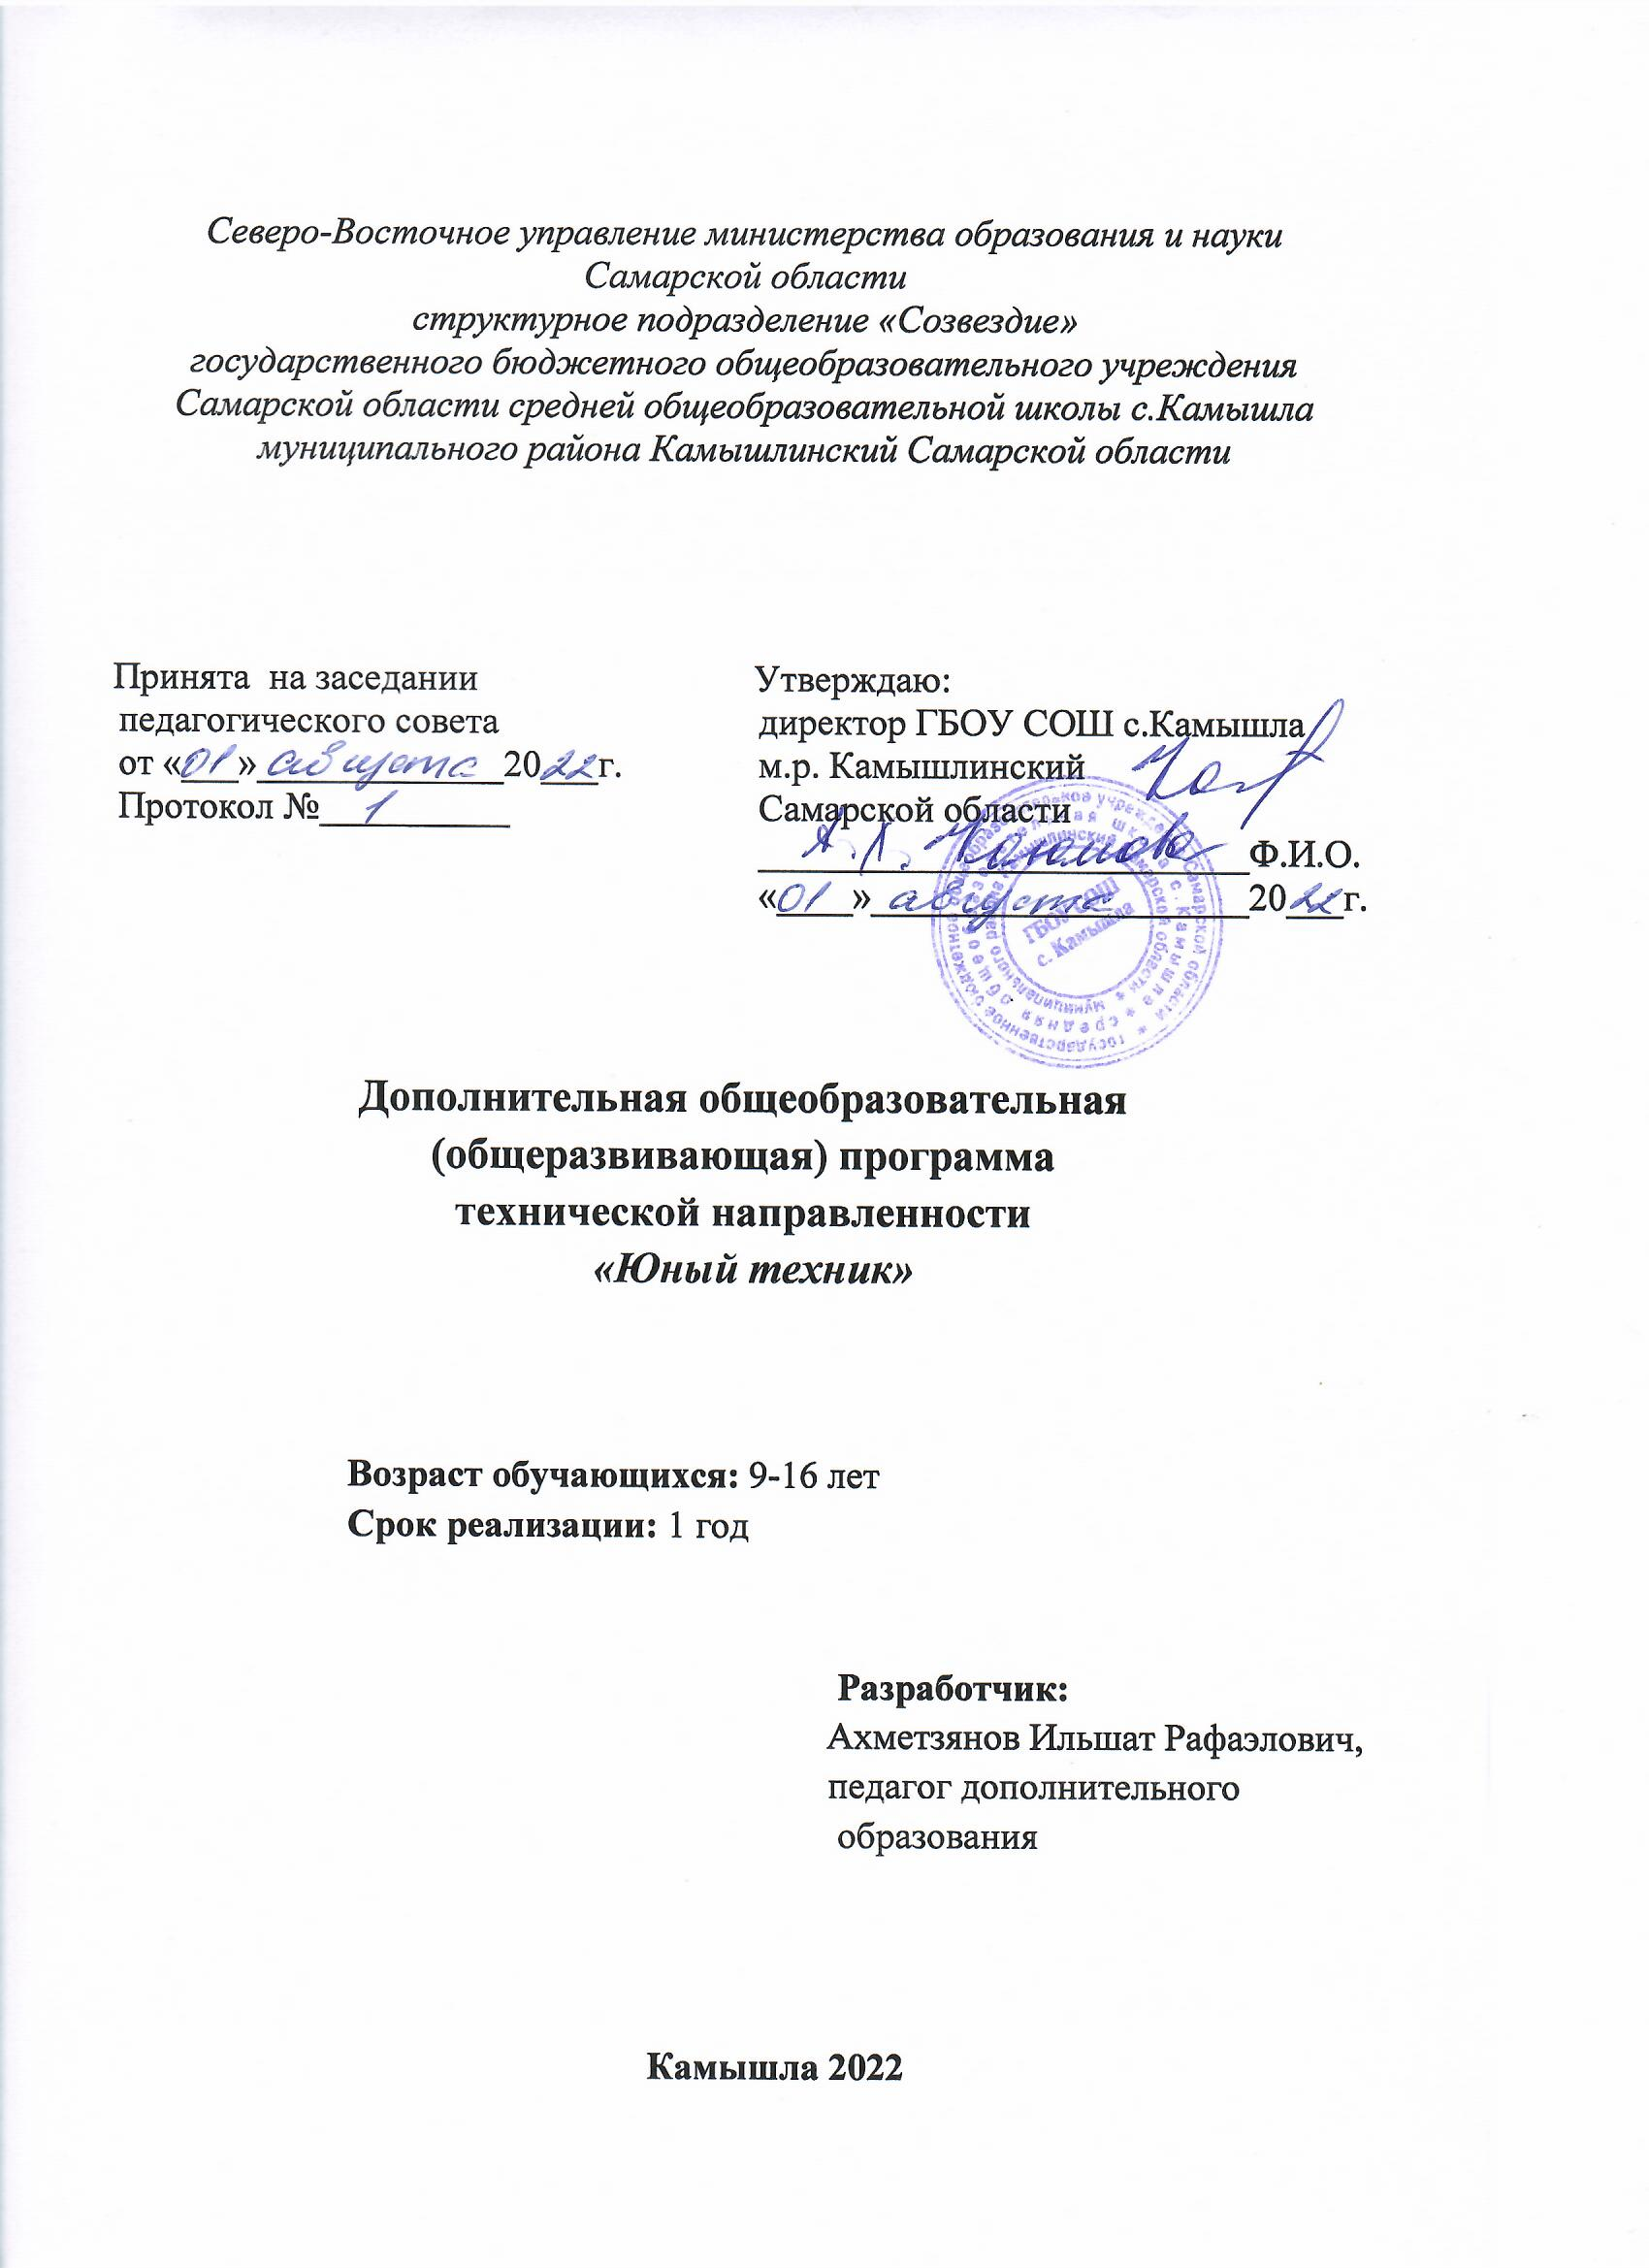 Северо-Восточное управление министерства образования и науки
Самарской области
структурное подразделение «Созвездие»
государственного бюджетного общеобразовательного учреждения
Самарской области средней общеобразовательной школы с.Камышла
муниципального района Камышлинский Самарской области
Принята на заседании
педагогического совета
от «01» августа 2022г.
Протокол № 1
Утверждаю:
директор ГБОУ СОШ с.Камышла
м.р. Камышлинский
Самарской области
Ф.И.О.
«01» августа 2022г.
ГБОУ СОШ
с. Камышла
Дополнительная общеобразовательная
(общеразвивающая) программа
технической направленности
«Юный техник»
Возраст обучающихся: 9-16 лет
Срок реализации: 1 год
Разработчик:
Ахметзянов Ильшат Рафаэлович,
педагог дополнительного
образования
Камышла 2022